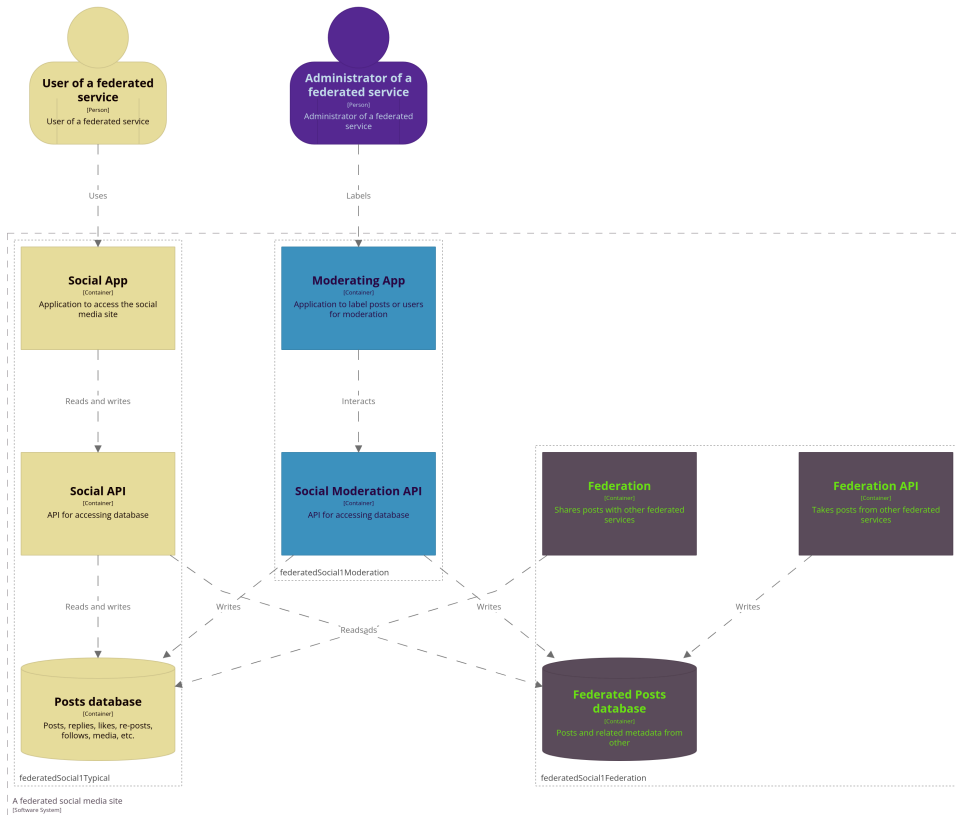 User of a federated
service
[Person]
User of a federated service
Administrator of a
federated service
[Person]
Administrator of a federated
service
Uses
Labels
Social App
[Container]
Application to access the social
media site
Moderating App
[Container]
Application to label posts or users
for moderation
Reads and writes
Interacts
Social API
[Container]
API for accessing database
Social Moderation API
[Container]
API for accessing database
Federation
[Container]
Shares posts with other federated
services
Federation API
[Container]
Takes posts from other federated
services
federatedSocial1Moderation
Reads and writes
Writes
Writes
Writes
Posts database
[Container]
Posts, replies, likes, re-posts,
follows, media, etc.
Federated Posts
database
[Container]
Posts and related metadata from
other
federatedSocial1Typical
federatedSocial1Federation
A federated social media site
[Software System]